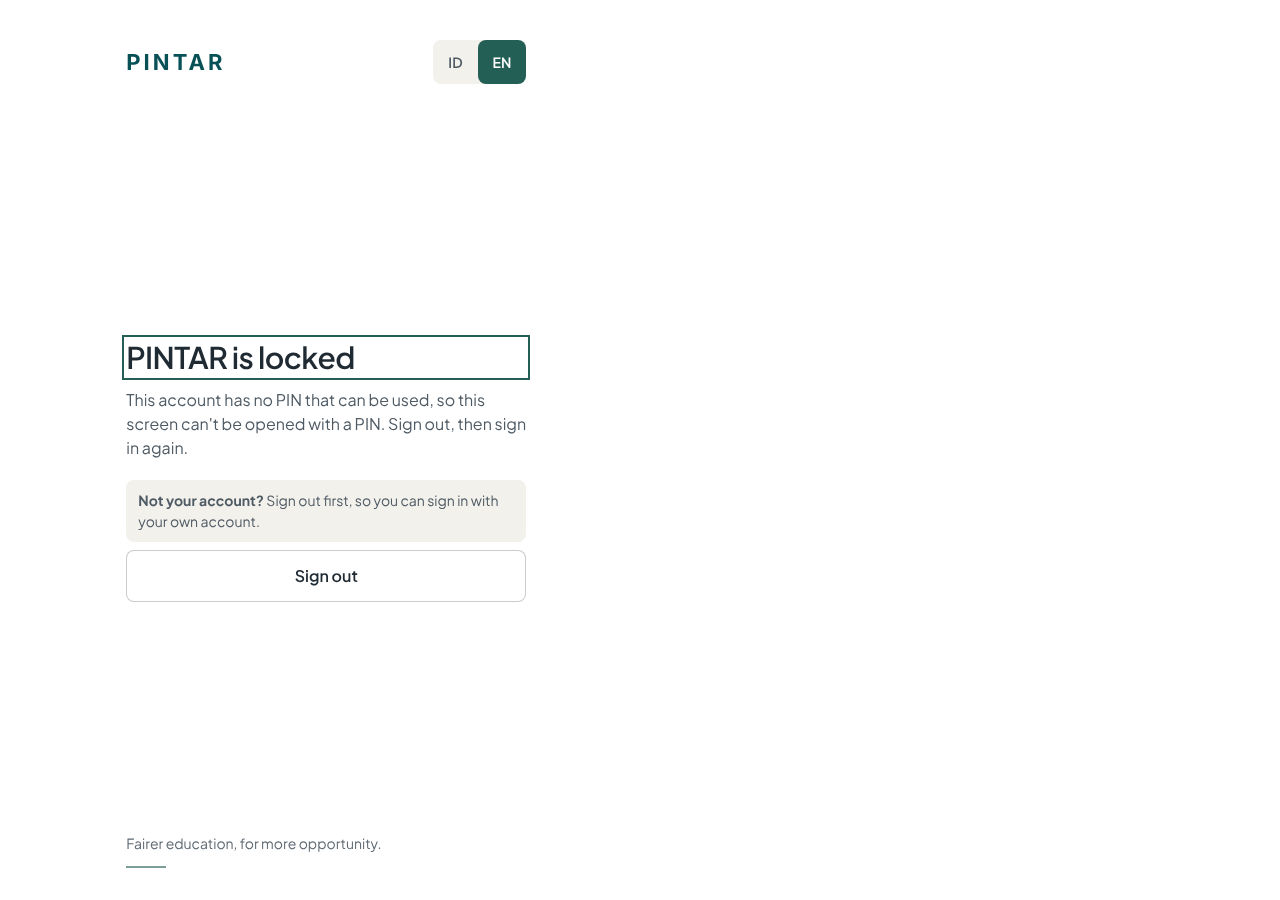 PINTAR
ID
EN
PINTAR is locked
This account has no PIN that can be used, so this
screen can't be opened with a PIN. Sign out, then sign
in again.
Not your account? Sign out first, so you can sign in with
your own account.
Sign out
Fairer education, for more opportunity.